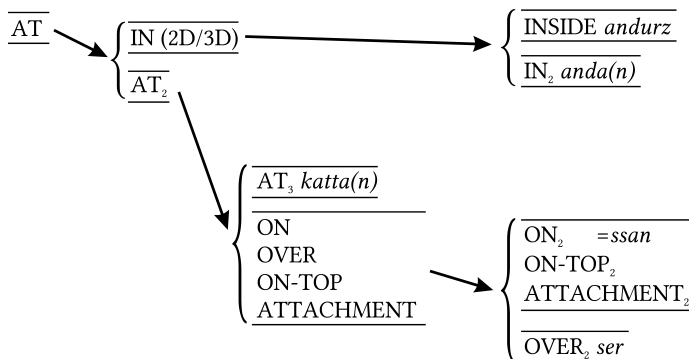 AT
IN (2D/3D)
AT₂
INSIDE andurz
IN₂ anda(n)
AT₃ katta(n)
ON
OVER
ON-TOP
ATTACHMENT
ON₂ =ssan
ON-TOP₂
ATTACHMENT₂
OVER₂ ser